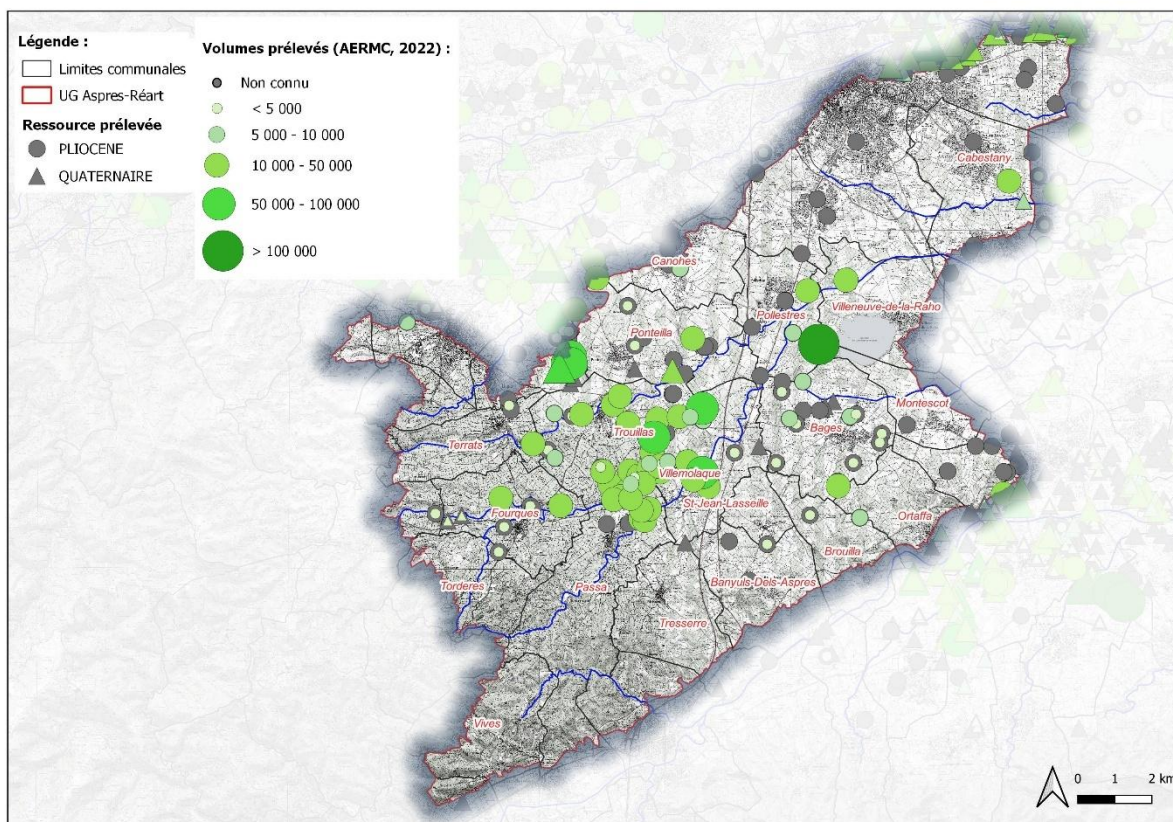 Légende :
Limites communales
UG Aspres-Réart
Ressource prélevée
PLIOCENE
QUATERNAIRE
Volumes prélevés (AERMC, 2022) :
Non connu
< 5 000
5 000 - 10 000
10 000 - 50 000
50 000 - 100 000
> 100 000
Cabestany
Canohes
Villeneuve-de-la-Raho
Pollestres
Ponteilla
Montescot
Bages
Trouillas
Terrats
Villemolaque
St-Jean-Lasseille
Fourques
Ortaffa
Brouilla
Torderes
Passa
Banyuls-Dels-Aspres
Tresserre
Vives
0 1 2 km